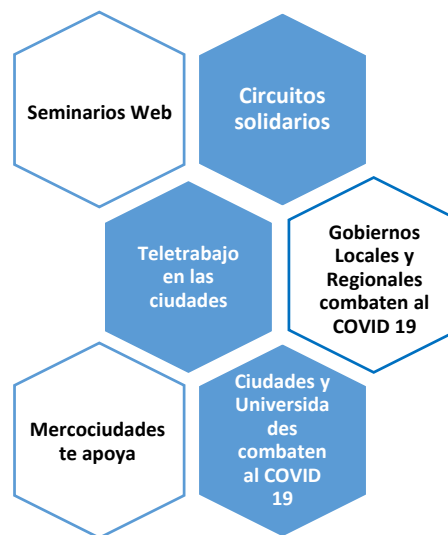 Seminarios Web
Circuitos
solidarios
Teletrabajo
en las
ciudades
Gobiernos
Locales y
Regionales
combaten al
COVID 19
Mercociudades
te apoya
Ciudades y
Universida
des
combaten
al COVID
19